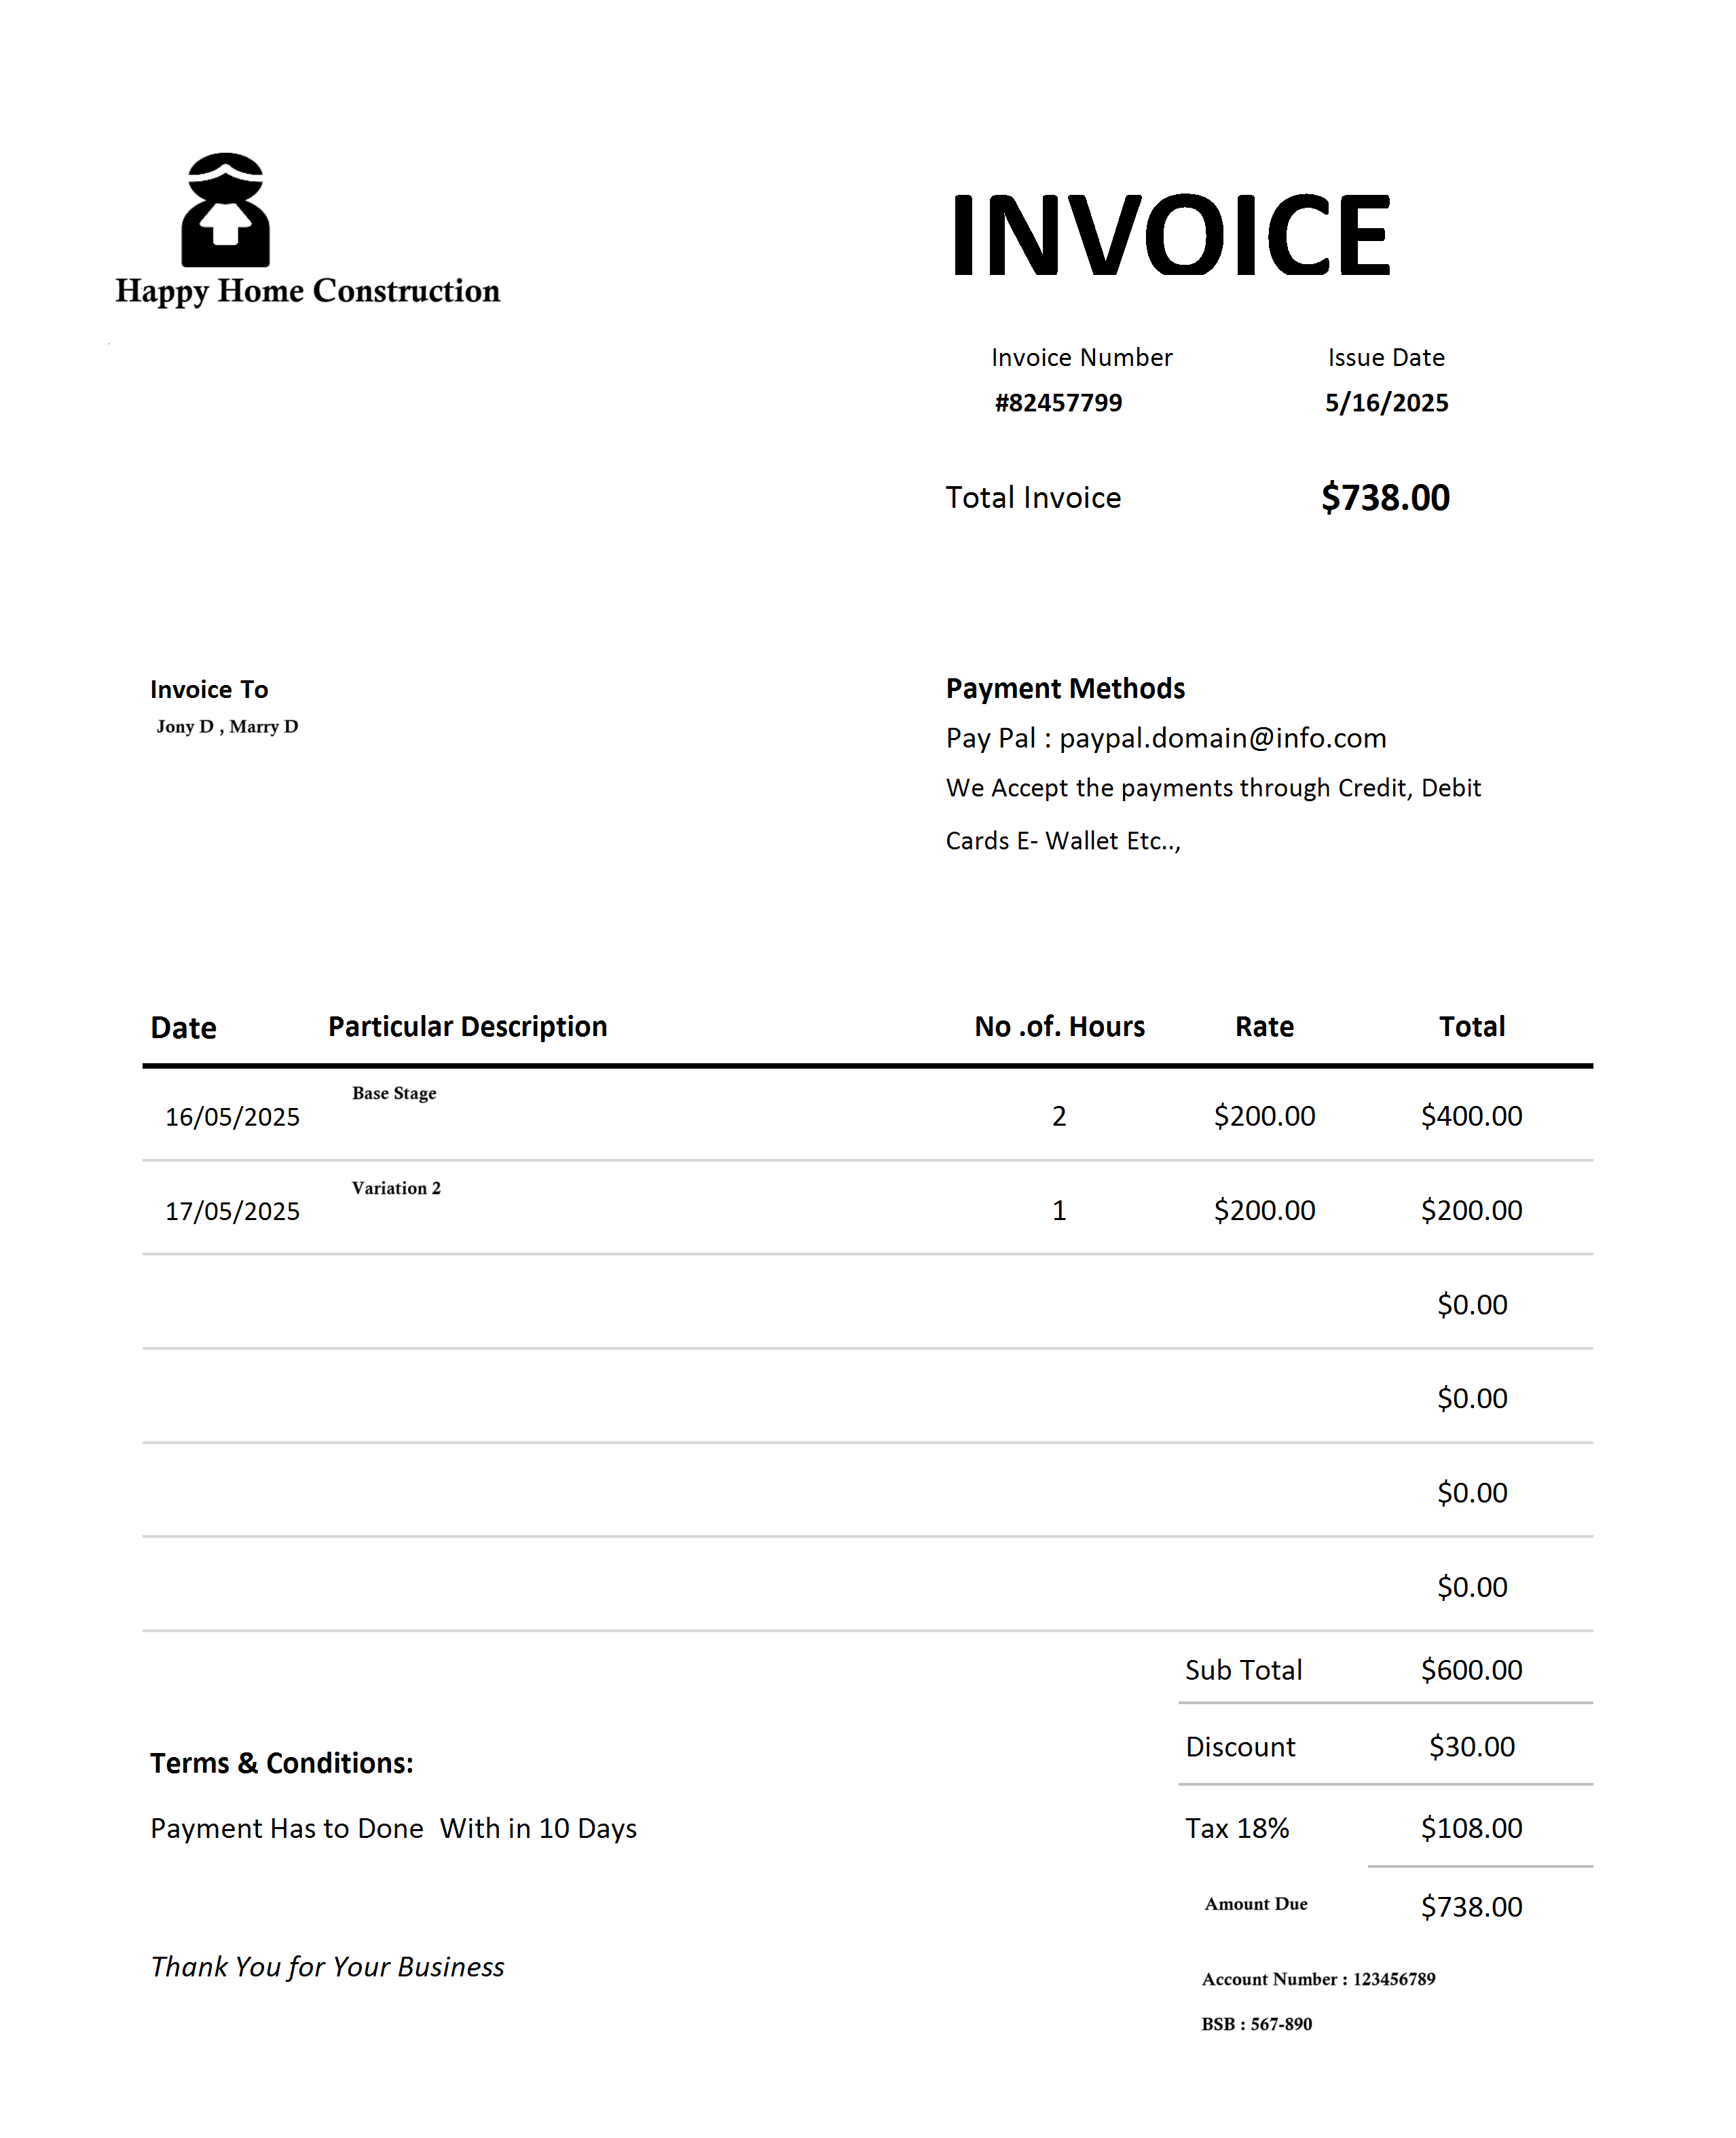 Happy Home Construction
INVOICE
Invoice Number Issue Date
#82457799 5/16/2025
Total Invoice $738.00
Invoice To
Jony D , Marry D
Payment Methods
Pay Pal : paypal.domain@info.com
We Accept the payments through Credit, Debit
Cards E- Wallet Etc..,
Date Particular Description No .of. Hours Rate Total
16/05/2025 Base Stage 2 $200.00 $400.00
17/05/2025 Variation 2 1 $200.00 $200.00
$0.00
$0.00
$0.00
$0.00
Sub Total $600.00
Discount $30.00
Terms & Conditions:
Payment Has to Done  With in 10 Days
Tax 18% $108.00
Amount Due $738.00
Thank You for Your Business
Account Number : 123456789
BSB : 567-890